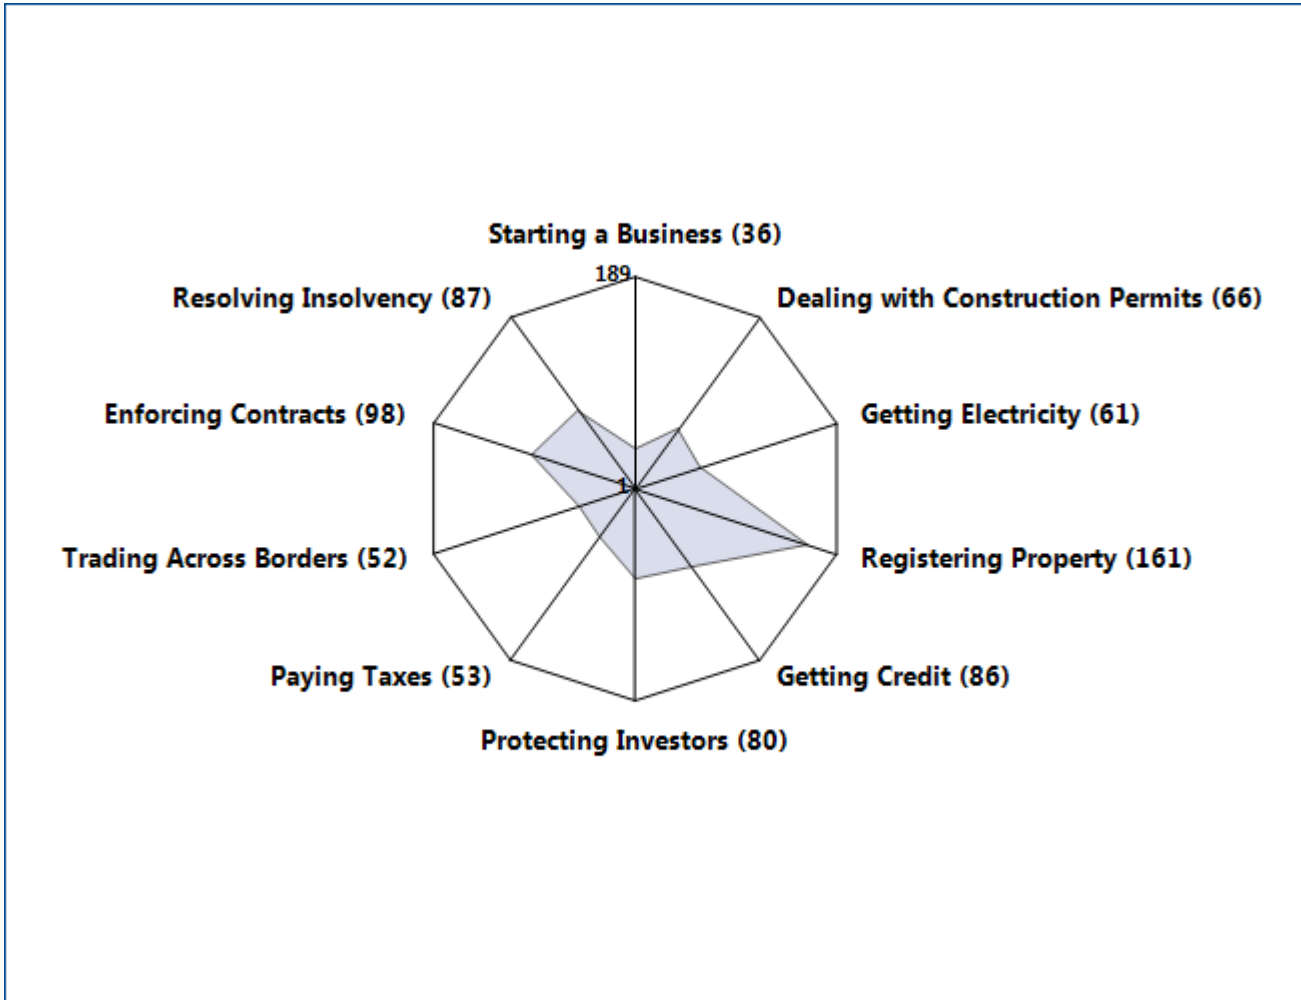 Starting a Business (36)
189
Resolving Insolvency (87)
Dealing with Construction Permits (66)
Enforcing Contracts (98)
Getting Electricity (61)
1
Trading Across Borders (52)
Registering Property (161)
Paying Taxes (53)
Getting Credit (86)
Protecting Investors (80)